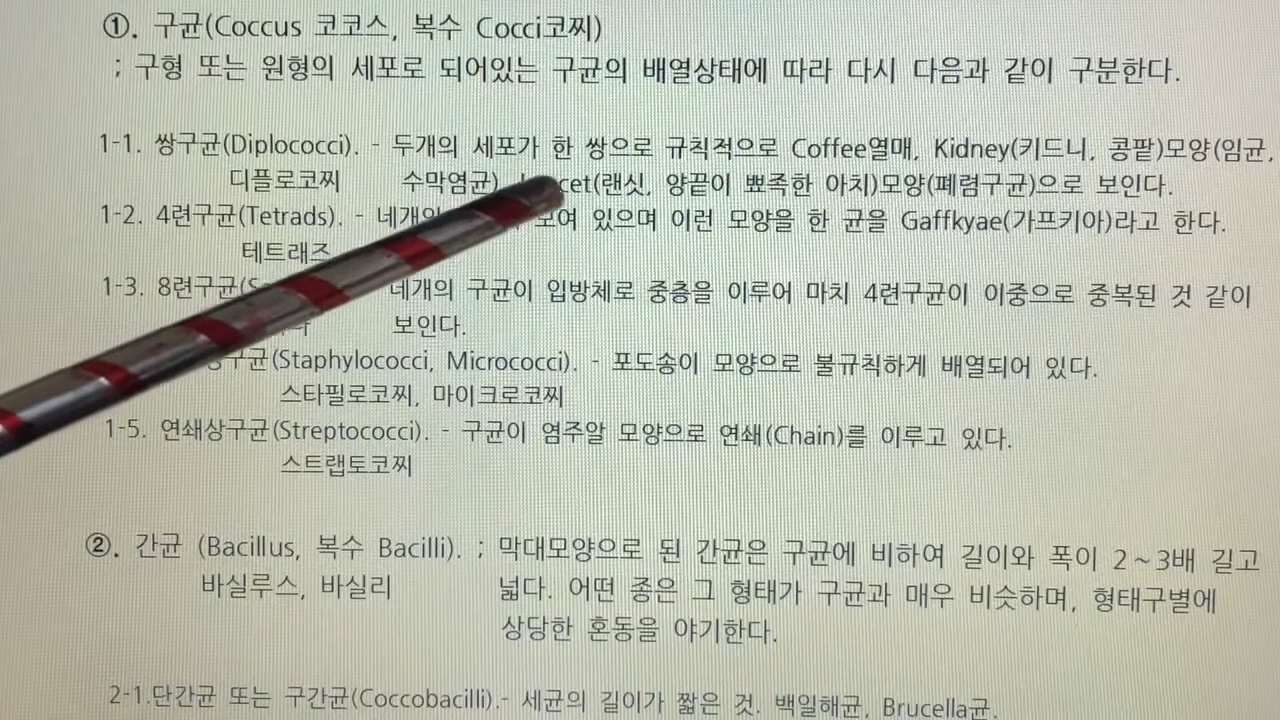 ①. 구균(Coccus 코코스, 복수 Cocci코찌)
; 구형 또는 원형의 세포로 되어있는 구균의 배열상태에 따라 다시 다음과 같이 구분한다.
1-1. 쌍구균(Diplococci). - 두개의 세포가 한 쌍으로 규칙적으로 Coffee열매, Kidney(키드니, 콩팥)모양(임균,
디플로코찌 수막염균) (랜싯, 양끝이 뾰족한 아치)모양(폐렴구균)으로 보인다.
1-2. 4련구균(Tetrads). - 네개의 모여 있으며 이런 모양을 한 균을 Gaffkyae(가프키아)라고 한다.
테트래즈
1-3. 8련구균 네개의 구균이 입방체로 중층을 이루어 마치 4련구균이 이중으로 중복된 것 같이
보인다.
(Staphylococci, Micrococci). - 포도송이 모양으로 불규칙하게 배열되어 있다.
스타필로코찌, 마이크로코찌
1-5. 연쇄상구균(Streptococci). - 구균이 염주알 모양으로 연쇄(Chain)를 이루고 있다.
스트랩토코찌
②. 간균 (Bacillus, 복수 Bacilli). ; 막대모양으로 된 간균은 구균에 비하여 길이와 폭이 2~3배 길고
바실루스, 바실리 넓다. 어떤 종은 그 형태가 구균과 매우 비슷하며, 형태구별에
상당한 혼동을 야기한다.
2-1.단간균 또는 구간균(Coccobacilli).- 세균의 길이가 짧은 것. 백일해균, Brucella균.